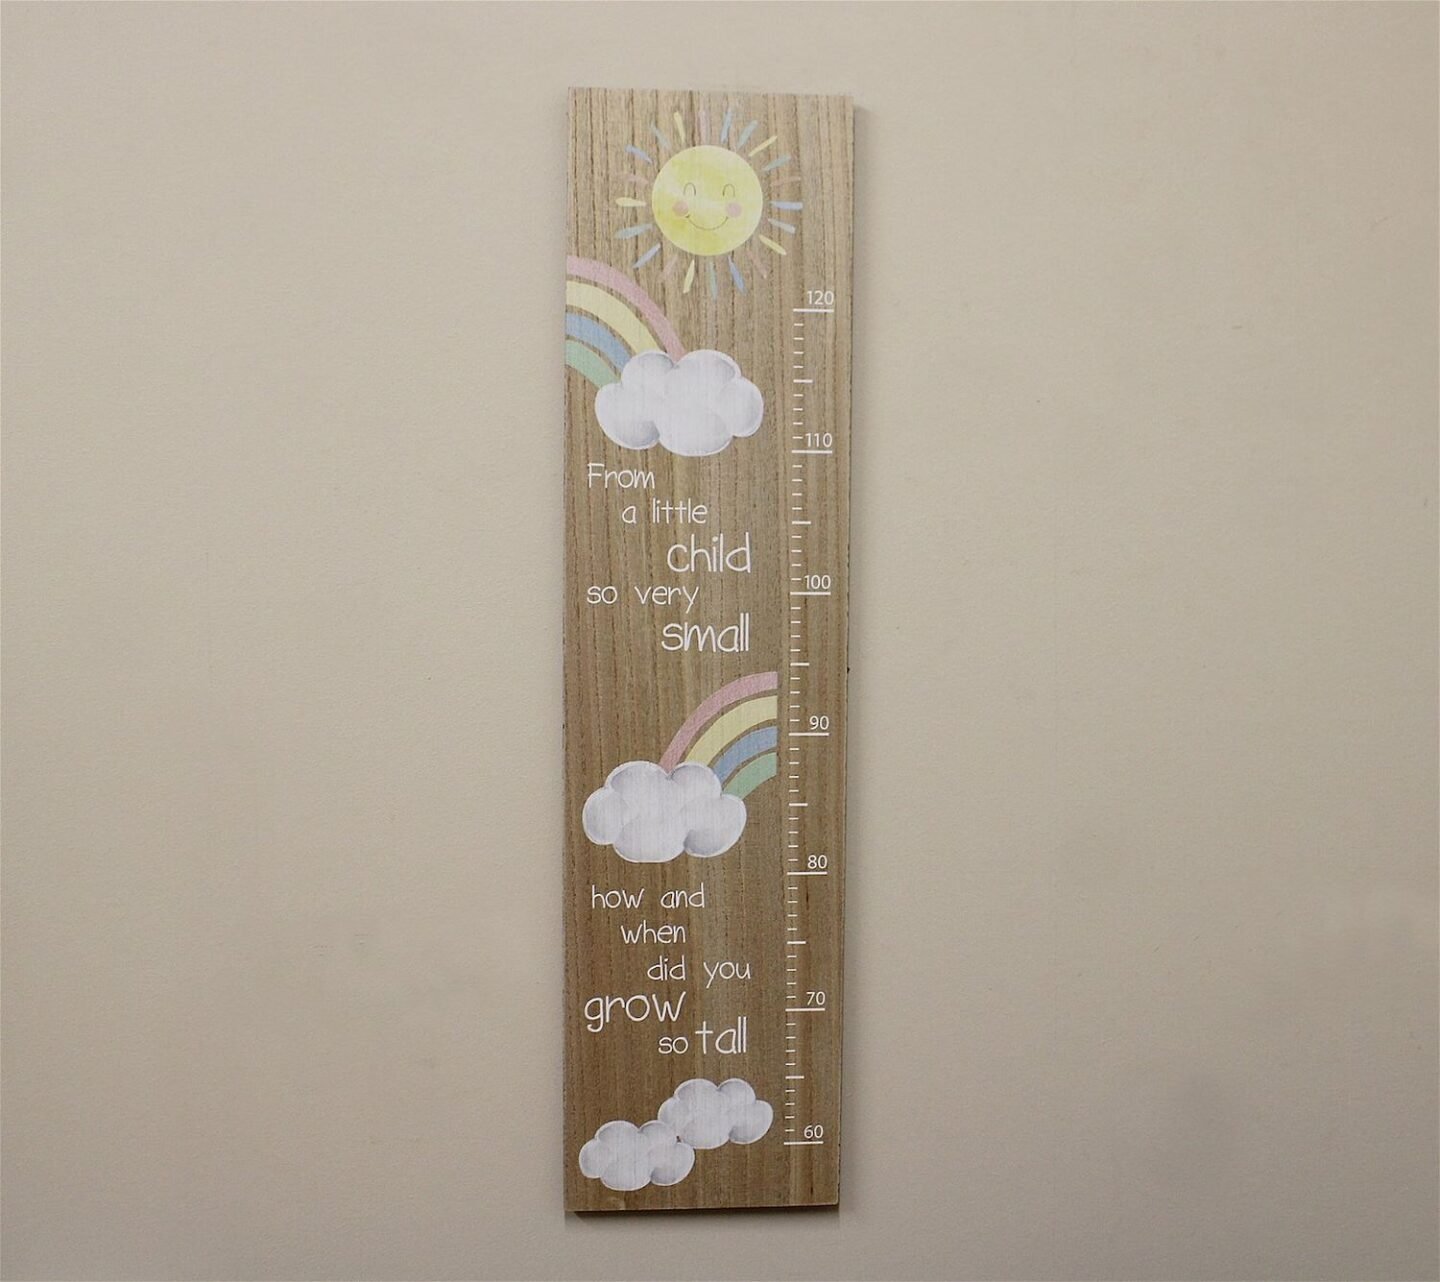 120
110
From
a little
child
so very
small
100
90
80
how and
when
did you
grow
so tall
70
60